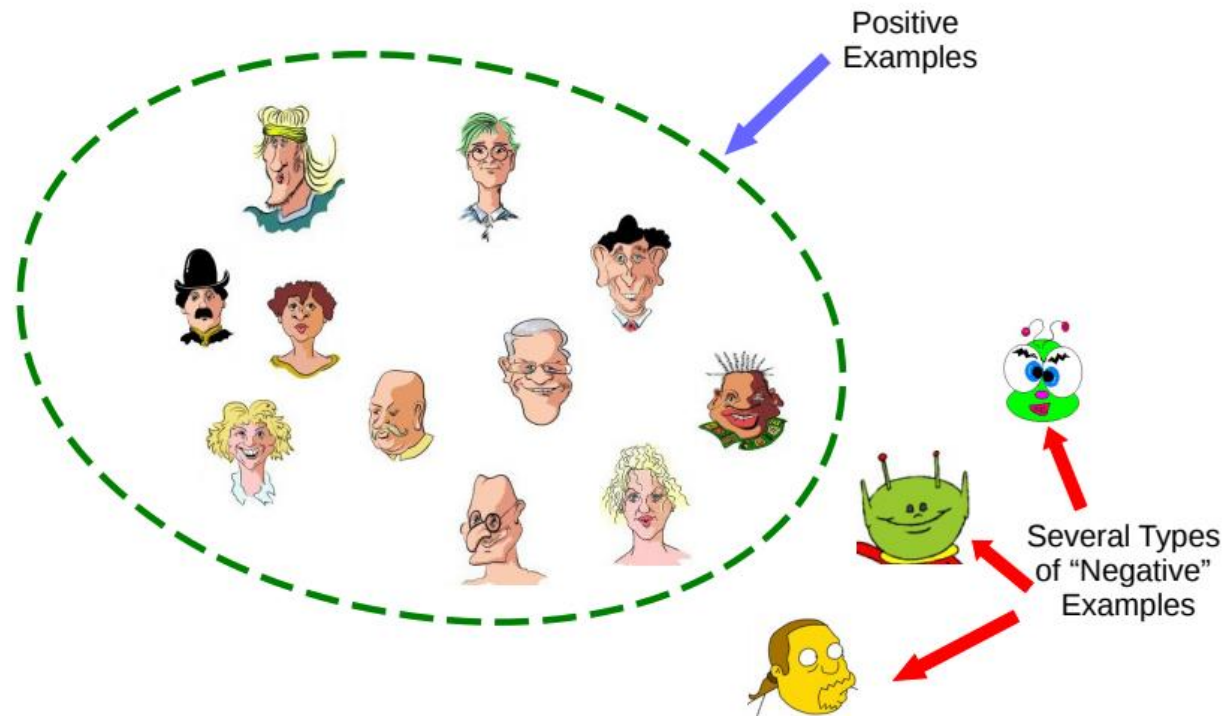 Positive
Examples
Several Types
of “Negative”
Examples